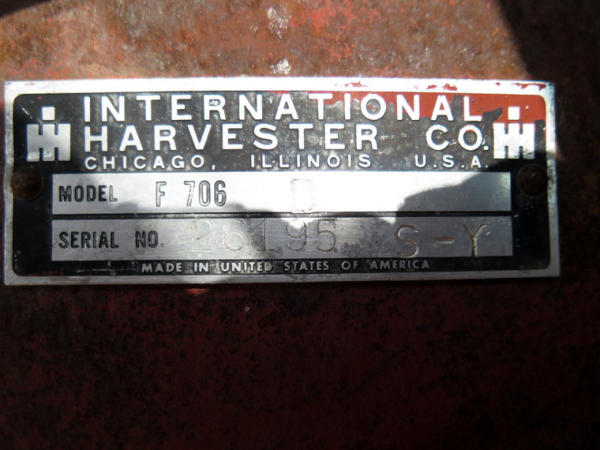 INTERNATIONAL
HARVESTER CO.
CHICAGO, ILLINOIS U.S.A.
MODEL F 706 D
SERIAL NO. 26195 S-Y
MADE IN UNITED STATES OF AMERICA